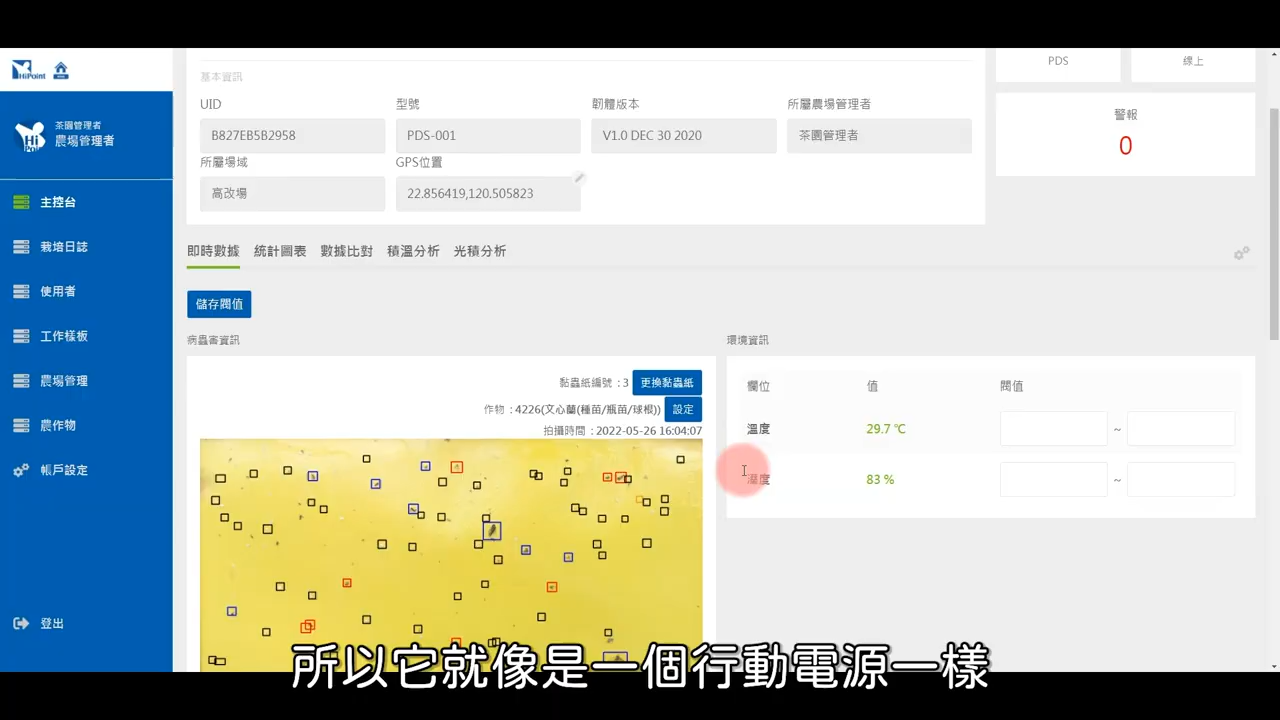 HiPoint
茶園管理者
農場管理者
主控台
栽培日誌
使用者
工作樣板
農場管理
農作物
帳戶設定
登出
基本資訊
UID 型號 韌體版本 所屬農場管理者
B827EB5B2958 PDS-001 V1.0 DEC 30 2020 茶園管理者
所屬場域 GPS位置
高改場 22.856419,120.505823
PDS 線上
警報
0
即時數據 統計圖表 數據比對 積溫分析 光積分析
儲存閥值
病蟲害資訊
黏蟲紙編號 : 3 更換黏蟲紙
作物 : 4226(文心蘭(種苗/瓶苗/球根)) 設定
拍攝時間 : 2022-05-26 16:04:07
環境資訊
欄位 值 閥值
溫度 29.7 ℃ ~
濕度 83 % ~
所以它就像是一個行動電源一樣